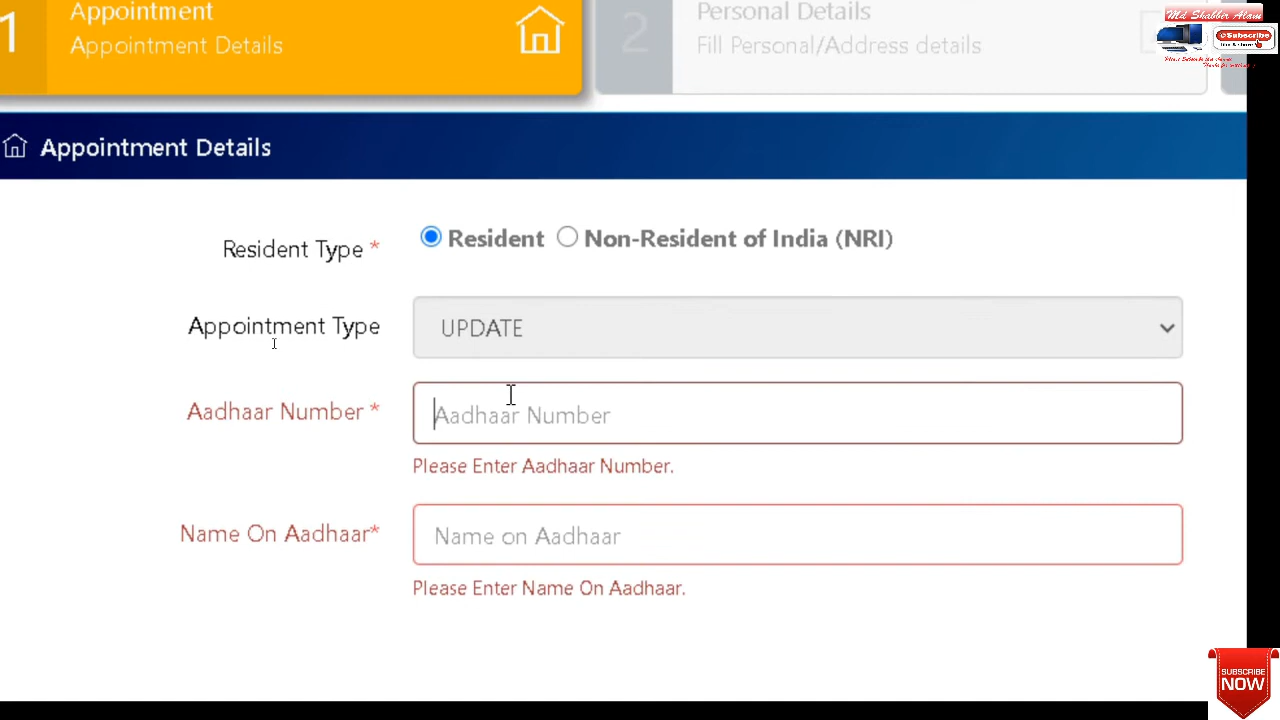 1
Appointment
Appointment Details
2
Personal Details
Fill Personal/Address details
Md Shabbir Alam
Subscribe
Appointment Details
Resident Type *
Resident
Non-Resident of India (NRI)
Appointment Type
UPDATE
Aadhaar Number *
Aadhaar Number
Please Enter Aadhaar Number.
Name On Aadhaar*
Name on Aadhaar
Please Enter Name On Aadhaar.
SUBSCRIBE
NOW